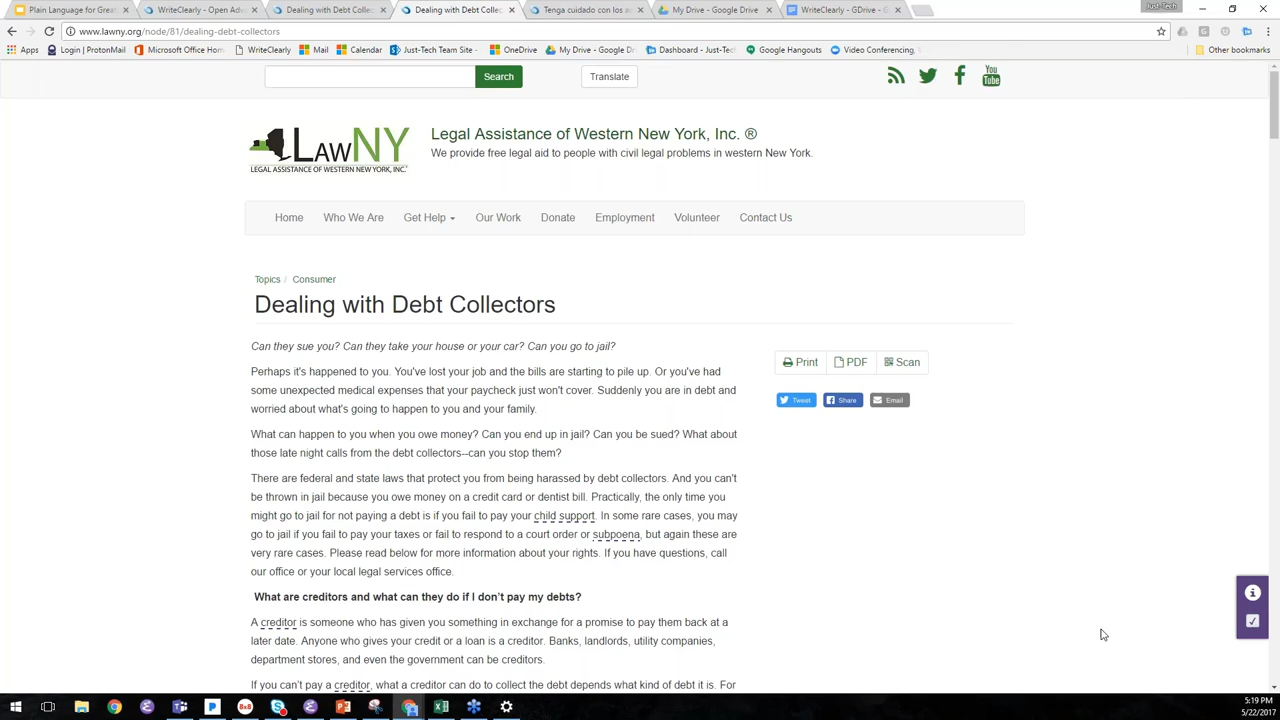 Just-Tech
Plain Language for Great
WriteClearly - Open Adv
Dealing with Debt Collec
Dealing with Debt Collec
Tenga cuidado con los a
My Drive - Google Drive
WriteClearly - GDrive - G
www.lawny.org/node/81/dealing-debt-collectors
Apps
Login | ProtonMail
Microsoft Office Hom
WriteClearly
Mail
Calendar
Just-Tech Team Site -
OneDrive
My Drive - Google Dri
Dashboard - Just-Tech
Google Hangouts
Video Conferencing,
Other bookmarks
Search
Translate
You
Tube
LawNY
LEGAL ASSISTANCE OF WESTERN NEW YORK, INC.
Legal Assistance of Western New York, Inc. ®
We provide free legal aid to people with civil legal problems in western New York.
Home Who We Are Get Help Our Work Donate Employment Volunteer Contact Us
Topics / Consumer
Dealing with Debt Collectors
Can they sue you? Can they take your house or your car? Can you go to jail?
Print PDF Scan
Tweet Share Email
Perhaps it's happened to you. You've lost your job and the bills are starting to pile up. Or you've had
some unexpected medical expenses that your paycheck just won't cover. Suddenly you are in debt and
worried about what's going to happen to you and your family.
What can happen to you when you owe money? Can you end up in jail? Can you be sued? What about
those late night calls from the debt collectors--can you stop them?
There are federal and state laws that protect you from being harassed by debt collectors. And you can't
be thrown in jail because you owe money on a credit card or dentist bill. Practically, the only time you
might go to jail for not paying a debt is if you fail to pay your child support. In some rare cases, you may
go to jail if you fail to pay your taxes or fail to respond to a court order or subpoena, but again these are
very rare cases. Please read below for more information about your rights. If you have questions, call
our office or your local legal services office.
What are creditors and what can they do if I don’t pay my debts?
A creditor is someone who has given you something in exchange for a promise to pay them back at a
later date. Anyone who gives your credit or a loan is a creditor. Banks, landlords, utility companies,
department stores, and even the government can be creditors.
If you can’t pay a creditor, what a creditor can do to collect the debt depends what kind of debt it is. For
5:19 PM
5/22/2017